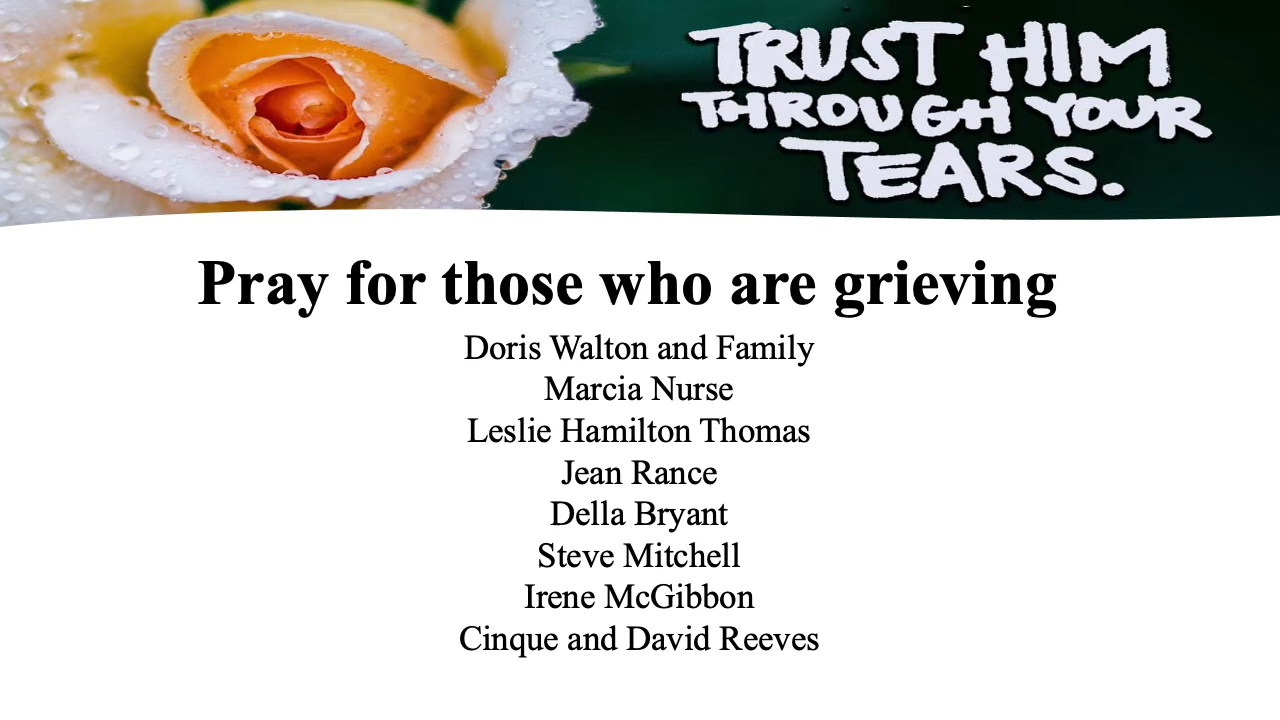 TRUST HIM
THROUGH YOUR
TEARS.
Pray for those who are grieving
Doris Walton and Family
Marcia Nurse
Leslie Hamilton Thomas
Jean Rance
Della Bryant
Steve Mitchell
Irene McGibbon
Cinque and David Reeves